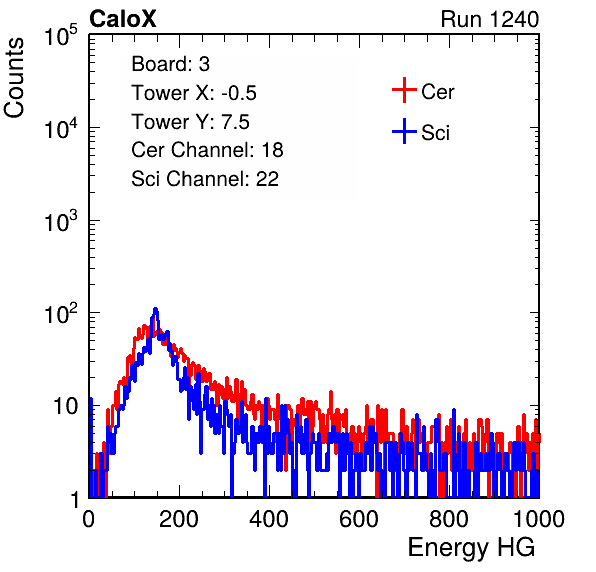 CaloX Run 1240
Counts
Board: 3
Tower X: -0.5
Tower Y: 7.5
Cer Channel: 18
Sci Channel: 22
Cer
Sci
10^5
10^4
10^3
10^2
10
1
0 200 400 600 800 1000
Energy HG